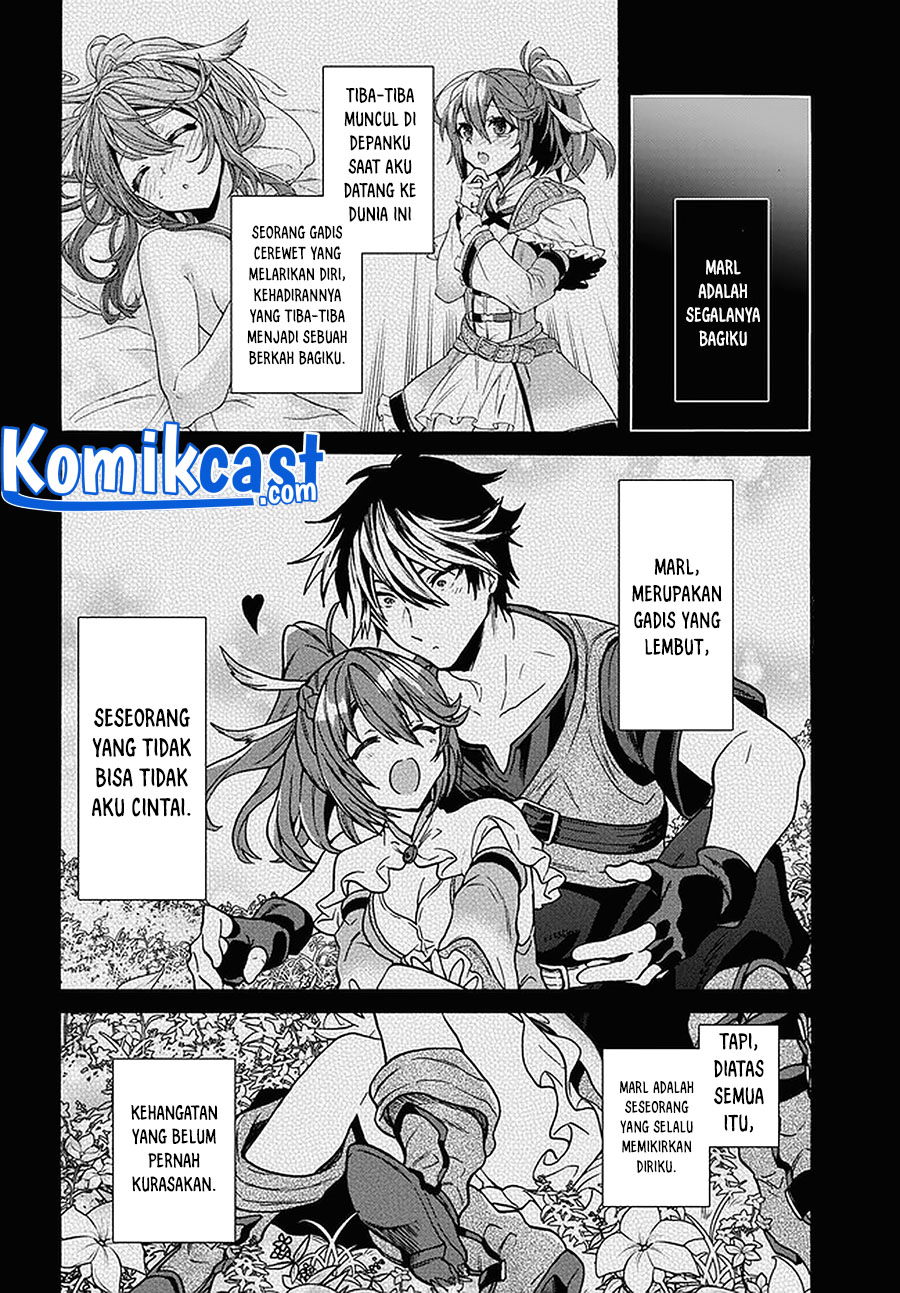 MARL
ADALAH
SEGALANYA
BAGIKU
TIBA-TIBA
MUNCUL DI
DEPANKU
SAAT AKU
DATANG KE
DUNIA INI
SEORANG GADIS
CEREWET YANG
MELARIKAN DIRI,
KEHADIRANNYA
YANG TIBA-TIBA
MENJADI SEBUAH
BERKAH BAGIKU.
Komikcast
.com
MARL,
MERUPAKAN
GADIS YANG
LEMBUT,
SESEORANG
YANG TIDAK
BISA TIDAK
AKU CINTAI.
TAPI,
DIATAS
SEMUA
ITU,
MARL ADALAH
SESEORANG
YANG SELALU
MEMIKIRKAN
DIRIKU.
KEHANGATAN
YANG BELUM
PERNAH
KURASAKAN.